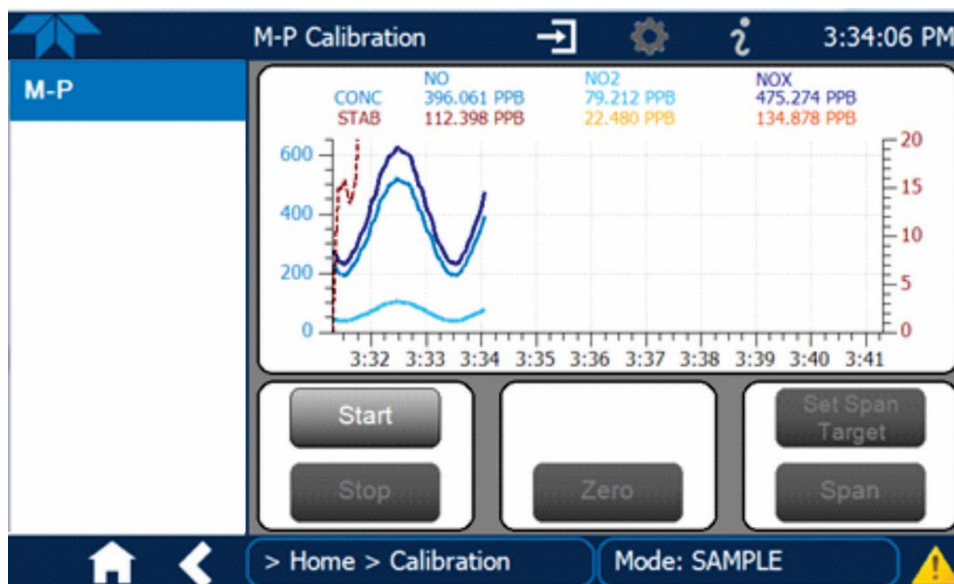 M-P Calibration
3:34:06 PM
M-P
NO NO2 NOX
CONC 396.061 PPB 79.212 PPB 475.274 PPB
STAB 112.398 PPB 22.480 PPB 134.878 PPB
600
400
200
0
20
15
10
5
0
3:32 3:33 3:34 3:35 3:36 3:37 3:38 3:39 3:40 3:41
Start
Stop
Zero
Set Span
Target
Span
> Home > Calibration
Mode: SAMPLE